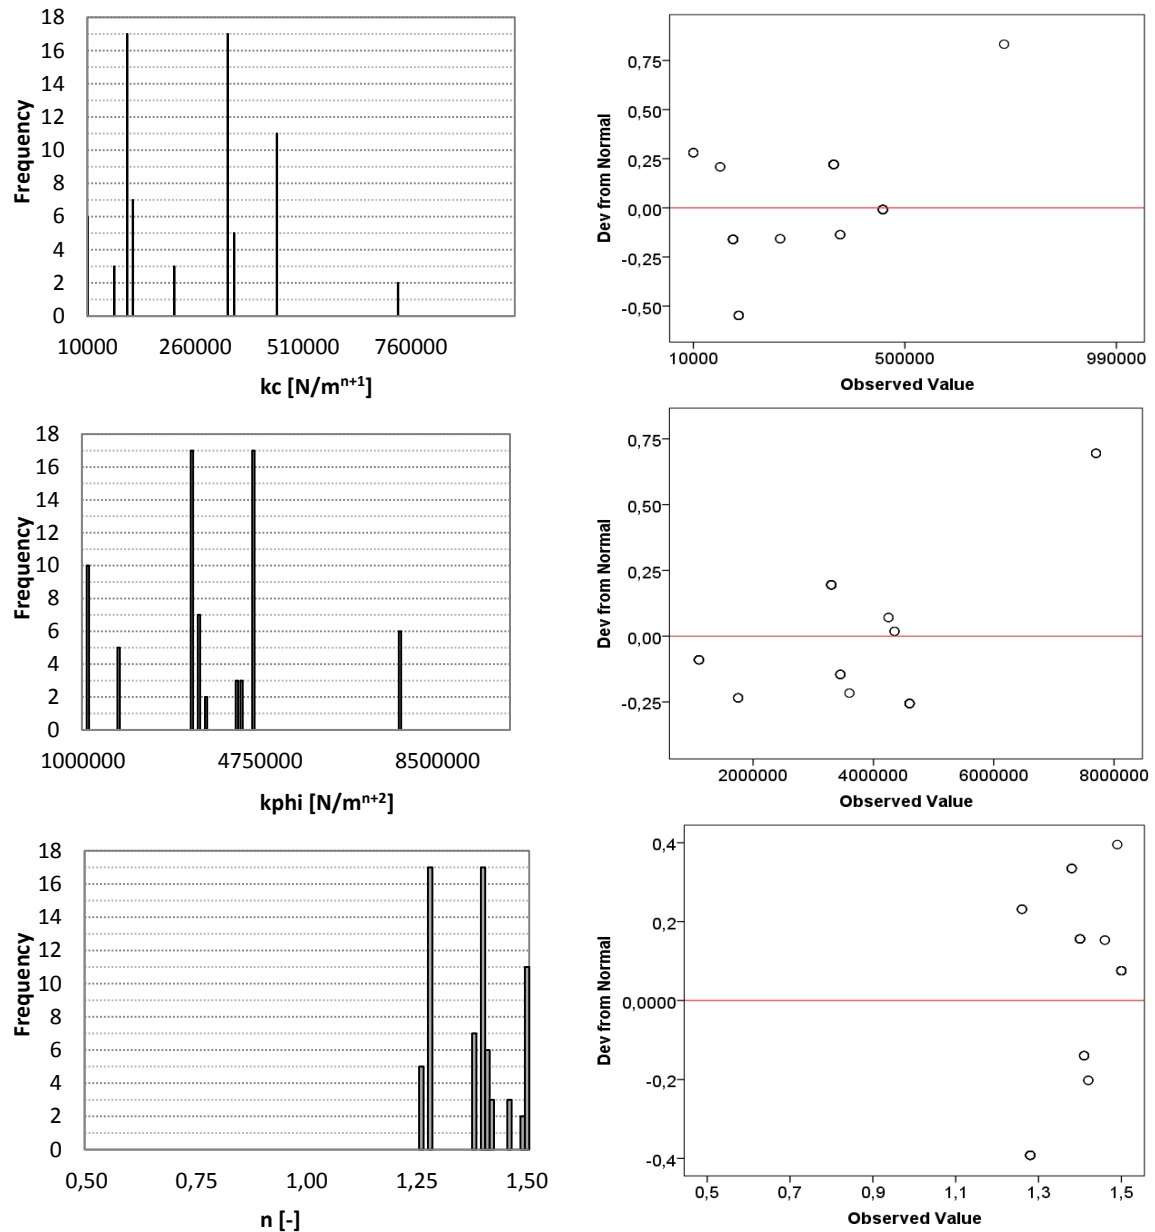 18
16
14
12
10
8
6
4
2
0
Frequency
10000 260000 510000 760000
kc [N/mⁿ⁺¹]
0,75
0,50
0,25
0,00
-0,25
-0,50
Dev from Normal
10000 500000 990000
Observed Value
18
16
14
12
10
8
6
4
2
0
Frequency
1000000 4750000 8500000
kphi [N/mⁿ⁺²]
0,75
0,50
0,25
0,00
-0,25
Dev from Normal
2000000 4000000 6000000 8000000
Observed Value
18
16
14
12
10
8
6
4
2
0
Frequency
0,50 0,75 1,00 1,25 1,50
n [-]
0,4
0,2
0,0000
-0,2
-0,4
Dev from Normal
0,5 0,7 0,9 1,1 1,3 1,5
Observed Value